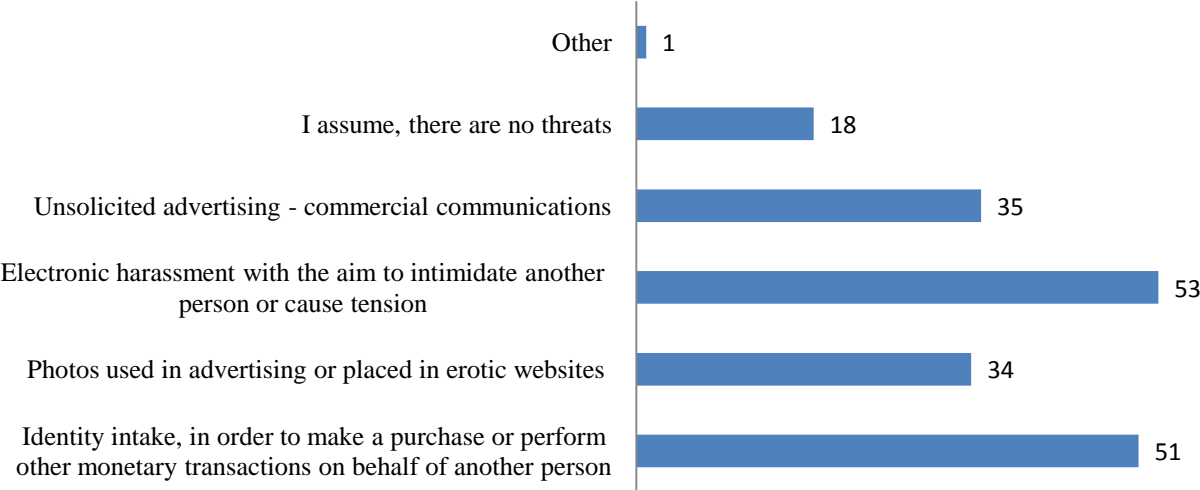 Other
1
I assume, there are no threats
18
Unsolicited advertising - commercial communications
35
Electronic harassment with the aim to intimidate another
person or cause tension
53
Photos used in advertising or placed in erotic websites
34
Identity intake, in order to make a purchase or perform
other monetary transactions on behalf of another person
51